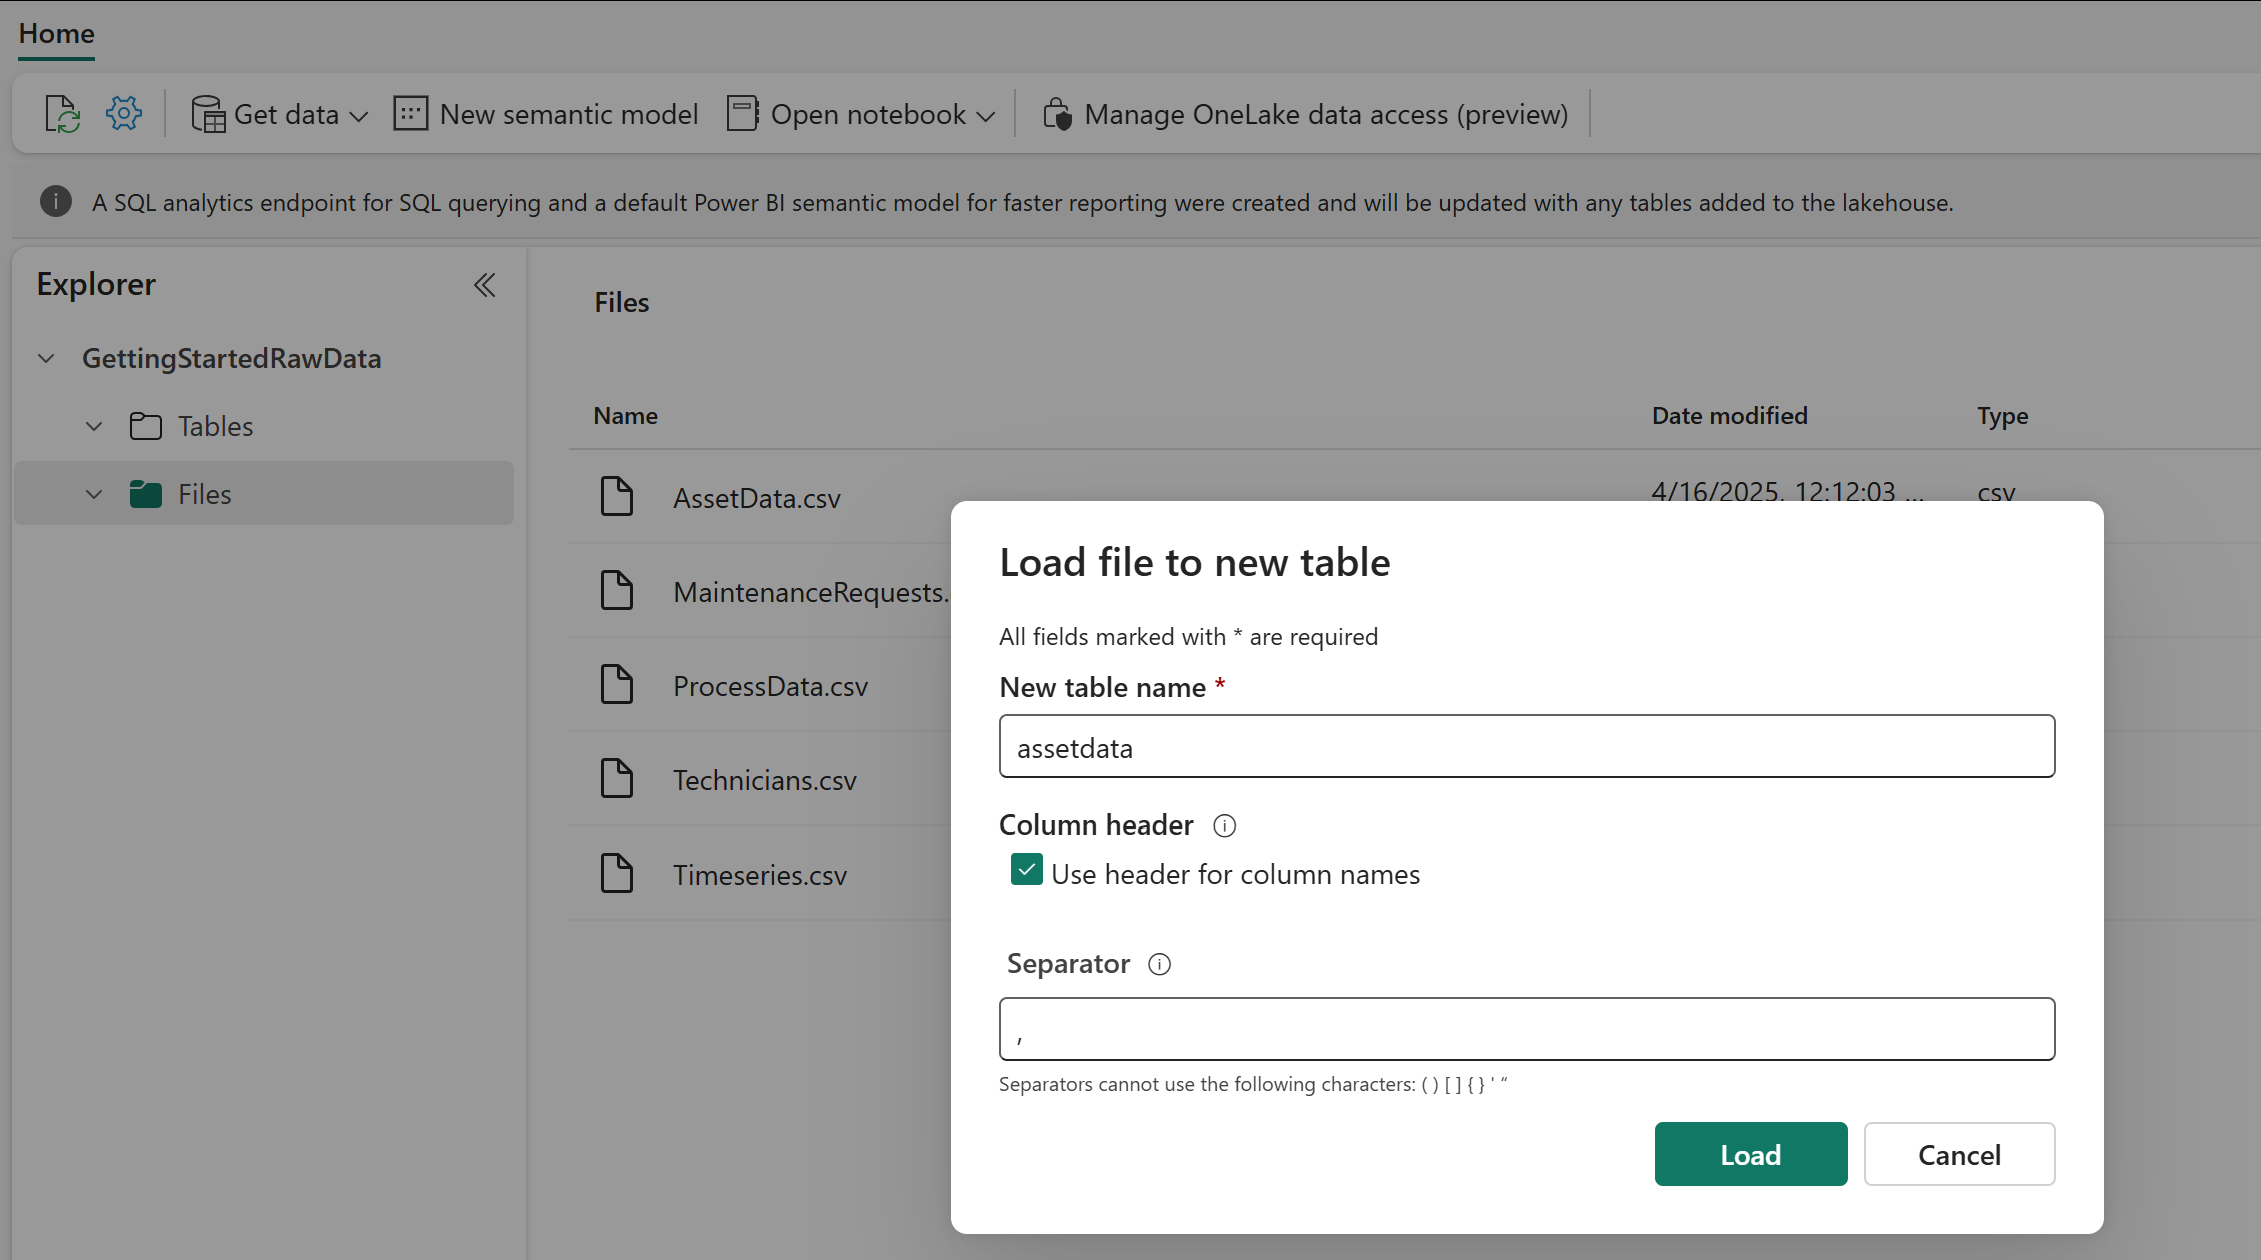 Home
Get data
New semantic model
Open notebook
Manage OneLake data access (preview)
A SQL analytics endpoint for SQL querying and a default Power BI semantic model for faster reporting were created and will be updated with any tables added to the lakehouse.
Explorer
GettingStartedRawData
Tables
Files
Files
Name Date modified Type
AssetData.csv 4/16/2025, 12:12:03 ... csv
MaintenanceRequests.
ProcessData.csv
Technicians.csv
Timeseries.csv
Load file to new table
All fields marked with * are required
New table name *
assetdata
Column header
Use header for column names
Separator
,
Separators cannot use the following characters: ( ) [ ] { } ' “
Load
Cancel